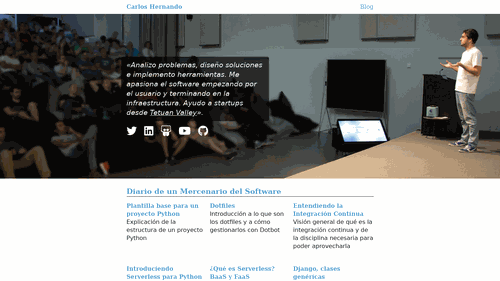 Carlos Hernando
Blog
«Analizo problemas, diseño soluciones
e implemento herramientas. Me
apasiona el software empezando por
el usuario y terminando en la
infraestructura. Ayudo a startups
desde Tetuan Valley».
Diario de un Mercenario del Software
Plantilla base para un
proyecto Python
Explicación de la
estructura de un proyecto
Python
Dotfiles
Introducción a lo que son
los dotfiles y a cómo
gestionarlos con Dotbot
Entendiendo la
Integración Continua
Visión general de qué es la
integración continua y de
la disciplina necesaria para
poder aprovecharla
Introduciendo
Serverless para Python
¿Qué es Serverless?
BaaS y FaaS
Django, clases
genéricas